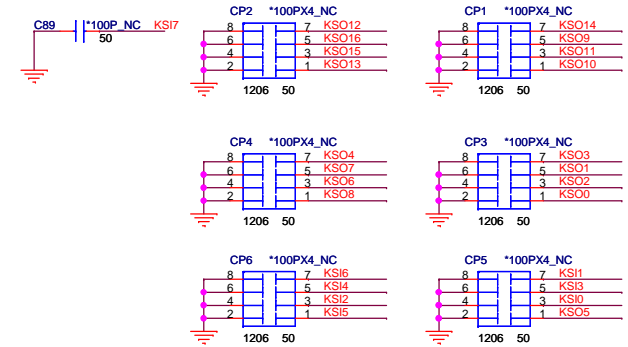 C89 *100P_NC KSI7
50
CP2 *100PX4_NC
8 7 KSO12
6 5 KSO16
4 3 KSO15
2 1 KSO13
1206 50
CP1 *100PX4_NC
8 7 KSO14
6 5 KSO9
4 3 KSO11
2 1 KSO10
1206 50
CP4 *100PX4_NC
8 7 KSO4
6 5 KSO7
4 3 KSO6
2 1 KSO8
1206 50
CP3 *100PX4_NC
8 7 KSO3
6 5 KSO1
4 3 KSO2
2 1 KSO0
1206 50
CP6 *100PX4_NC
8 7 KSI6
6 5 KSI4
4 3 KSI2
2 1 KSI5
1206 50
CP5 *100PX4_NC
8 7 KSI1
6 5 KSI3
4 3 KSI0
2 1 KSO5
1206 50